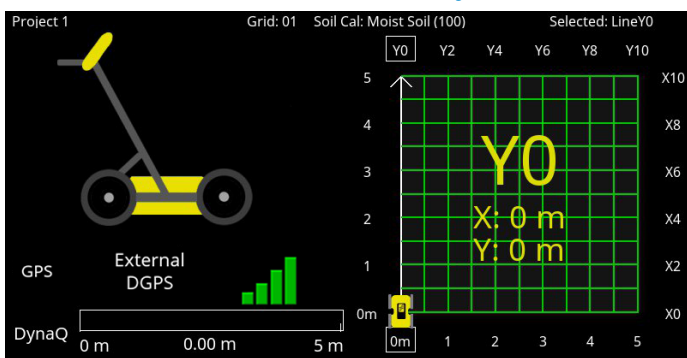 Project 1 Grid: 01 Soil Cal: Moist Soil (100) Selected: LineY0
Y0 Y2 Y4 Y6 Y8 Y10
5 X10
4 X8
3 X6
2 X4
1 X2
0m X0
Y0
X: 0 m
Y: 0 m
0m 1 2 3 4 5
GPS
External
DGPS
DynaQ
0 m 0.00 m 5 m